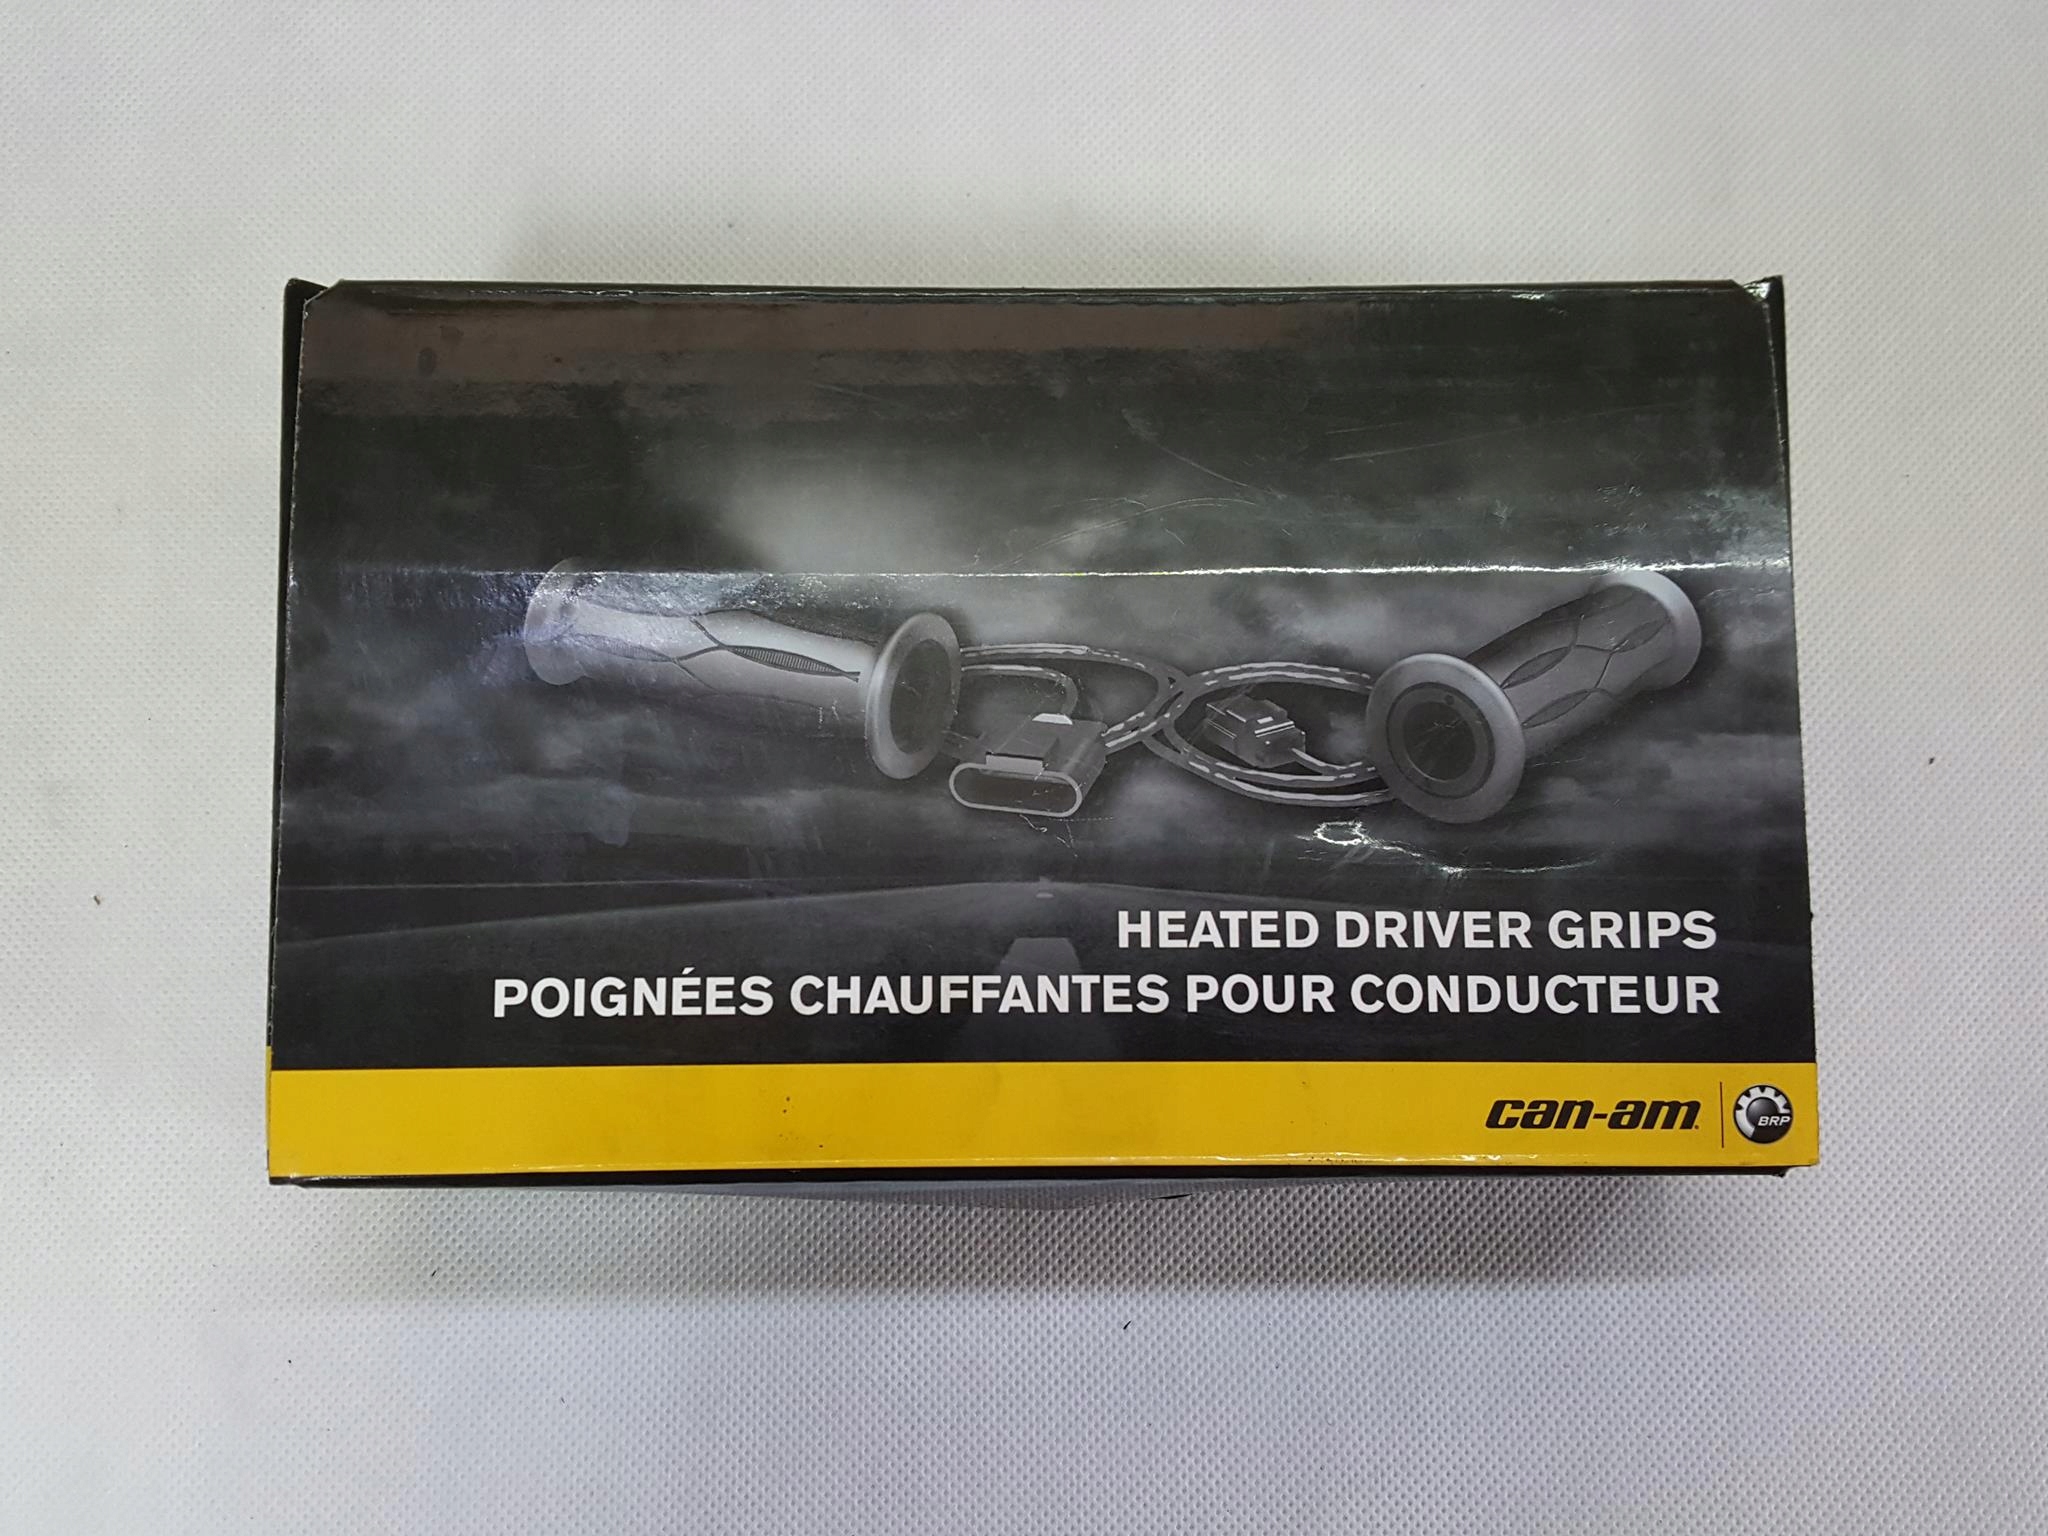 HEATED DRIVER GRIPS
POIGNÉES CHAUFFANTES POUR CONDUCTEUR
can-am
BRP